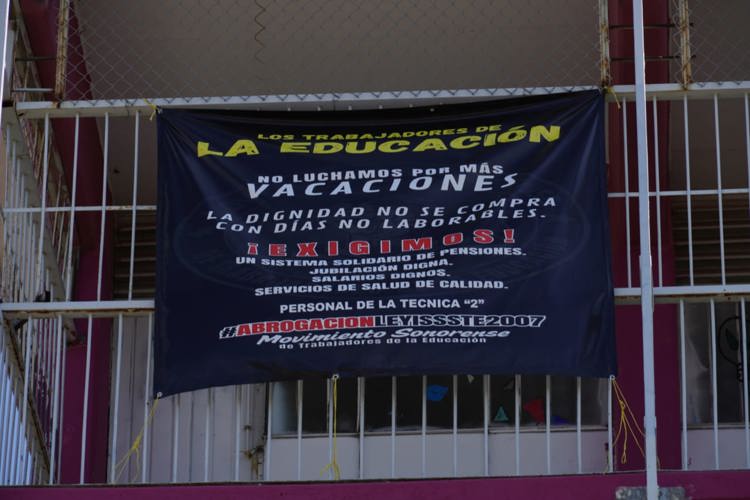 LOS TRABAJADORES DE
LA EDUCACIÓN
NO LUCHAMOS POR MÁS
VACACIONES
LA DIGNIDAD NO SE COMPRA
CON DÍAS NO LABORABLES.
¡EXIGIMOS!
UN SISTEMA SOLIDARIO DE PENSIONES.
JUBILACIÓN DIGNA.
SALARIOS DIGNOS.
SERVICIOS DE SALUD DE CALIDAD.
PERSONAL DE LA TECNICA "2"
#ABROGACIONLEYISSSTE2007
Movimiento Sonorense
de Trabajadores de la Educación